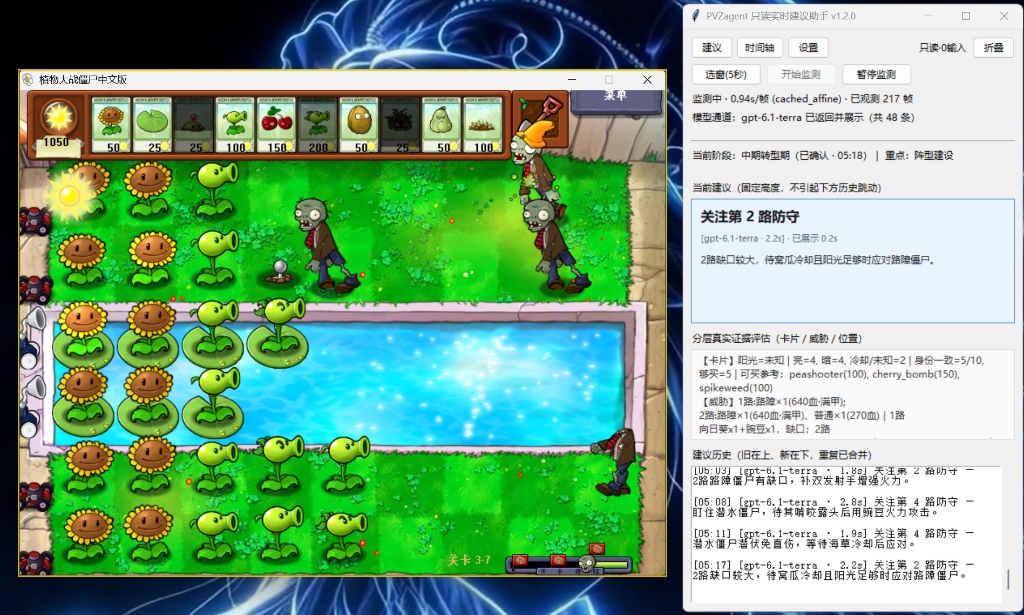 植物人战僵尸中文版
1050
50
25
25
100
150
200
50
25
50
100
菜单
关卡 3-7
PVZagent 只读实时建议助手 v1.2.0
建议
时间轴
设置
只读·0输入
折叠
选窗(5秒)
开始监测
暂停监测
监测中 · 0.94s/帧 (cached_affine) · 已观测 217 帧
模型通道：gpt-6.1-terra 已返回并展示（共 48 条）
当前阶段：中期转型期（已确认 · 05:18） | 重点：阵型建设
当前建议（固定高度，不引起下方历史跳动）
关注第 2 路防守
[gpt-6.1-terra · 2.2s] · 已展示 0.2s
2路缺口较大，待窝瓜冷却且阳光足够时应对路障僵尸。
分层真实证据评估（卡片 / 威胁 / 位置）
【卡片】阳光=未知 | 亮=4, 暗=4, 冷却/未知=2 | 身份一致=5/10,
够买=5 | 可买参考：peashooter(100), cherry_bomb(150),
spikeweed(100)
【威胁】1路:路障×1(640血·满甲);
2路:路障×1(640血·满甲)、普通×1(270血) | 1路
向日葵x1+豌豆x1，缺口；2路
建议历史（旧在上、新在下，重复已合并）
[05:03] [gpt-6.1-terra · 1.8s] 关注第 2 路防守 —
2路路障僵尸有缺口，补双发射手增强火力。
[05:08] [gpt-6.1-terra · 2.8s] 关注第 4 路防守 —
盯住潜水僵尸，待其啃咬露头后用豌豆火力攻击。
[05:11] [gpt-6.1-terra · 1.9s] 关注第 4 路防守 —
潜水僵尸潜伏免直伤，等待海草冷却后应对。
[05:17] [gpt-6.1-terra · 2.2s] 关注第 2 路防守 —
2路缺口较大，待窝瓜冷却且阳光足够时应对路障僵尸。